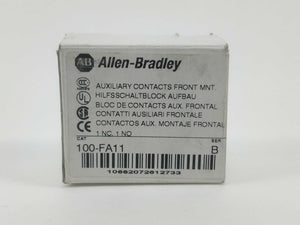 AB Allen-Bradley
AUXILIARY CONTACTS FRONT MNT.
HILFSSCHALTBLOCK AUFBAU
BLOC DE CONTACTS AUX. FRONTAL
CONTATTI AUSILIARI FRONTALE
CONTACTOS AUX. MONTAJE FRONTAL
1 NC, 1 NO
CAT SER
100-FA11 B
10662072612733